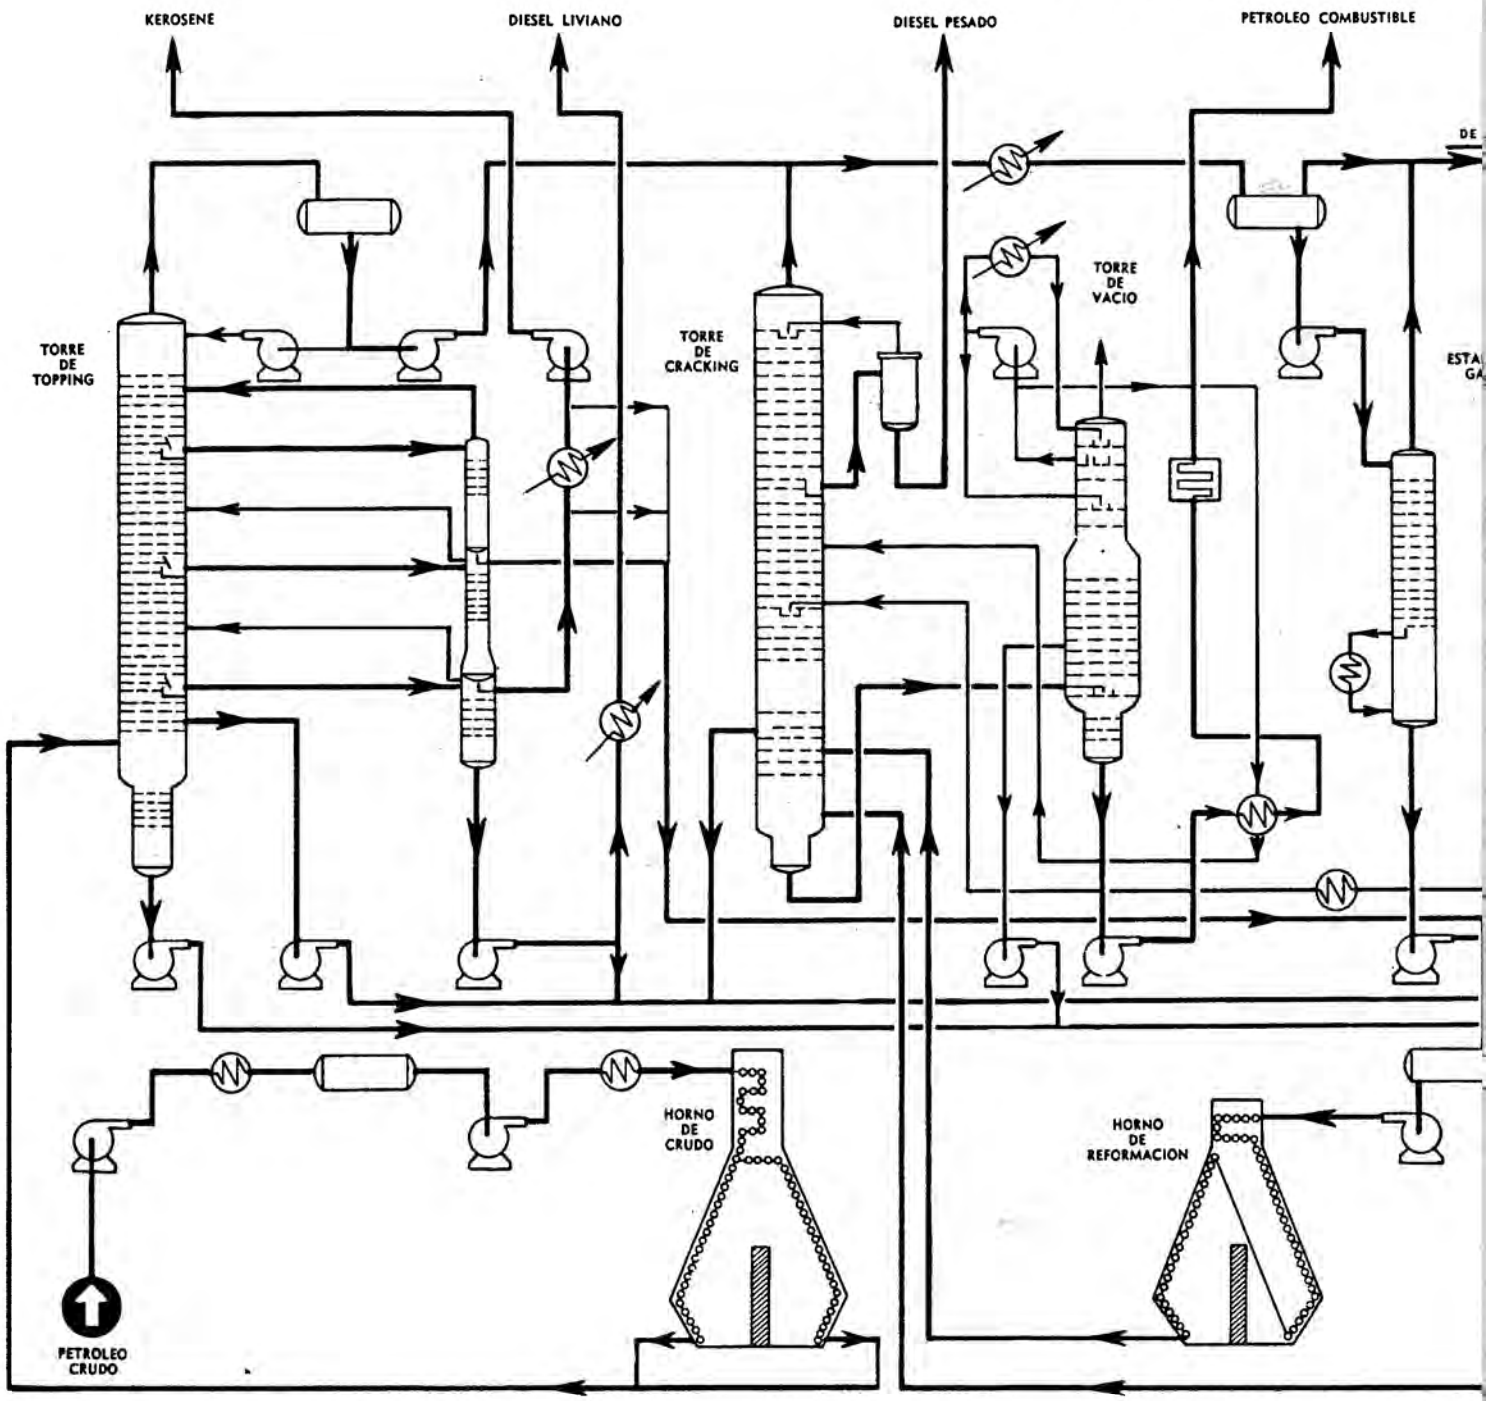 KEROSENE
DIESEL LIVIANO
DIESEL PESADO
PETROLEO COMBUSTIBLE
DE
TORRE
DE
VACIO
TORRE
DE
TOPPING
TORRE
DE
CRACKING
HORNO
DE
CRUDO
HORNO
DE
REFORMACION
PETROLEO
CRUDO